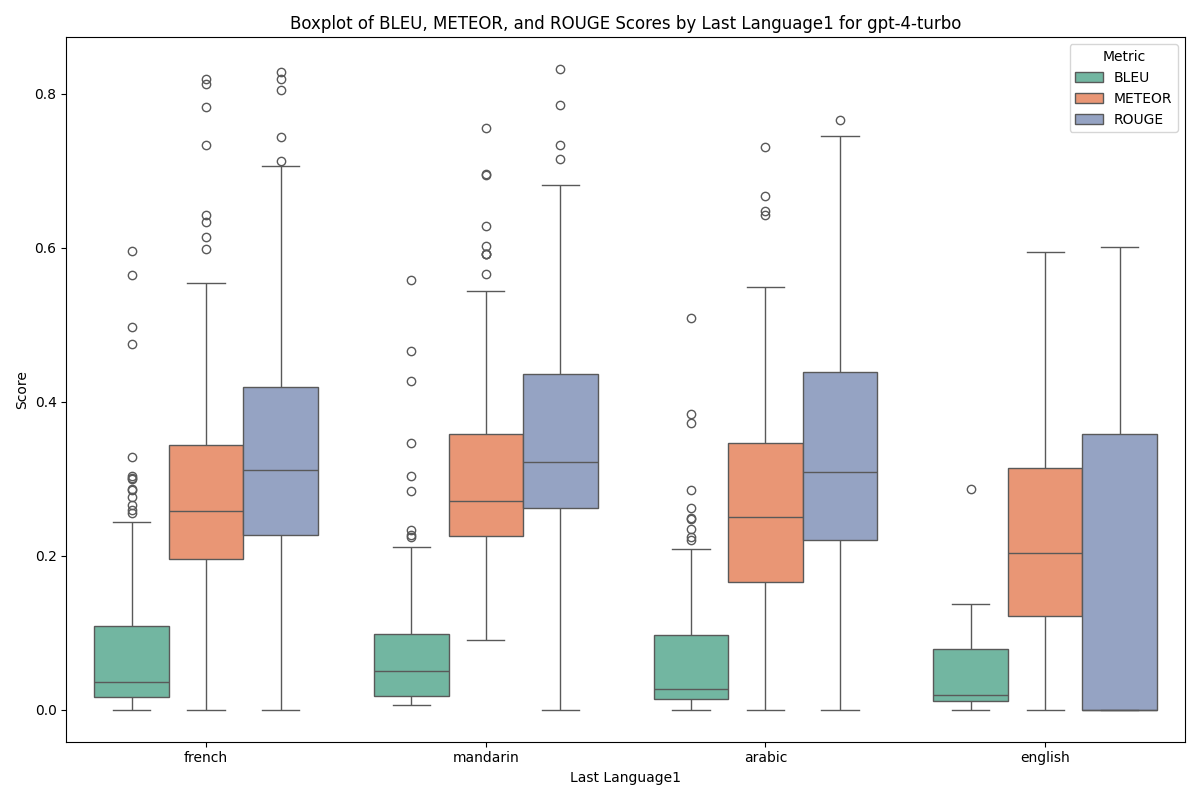 Boxplot of BLEU, METEOR, and ROUGE Scores by Last Language1 for gpt-4-turbo
Metric
BLEU
METEOR
ROUGE
Score
0.8
0.6
0.4
0.2
0.0
french
mandarin
arabic
english
Last Language1